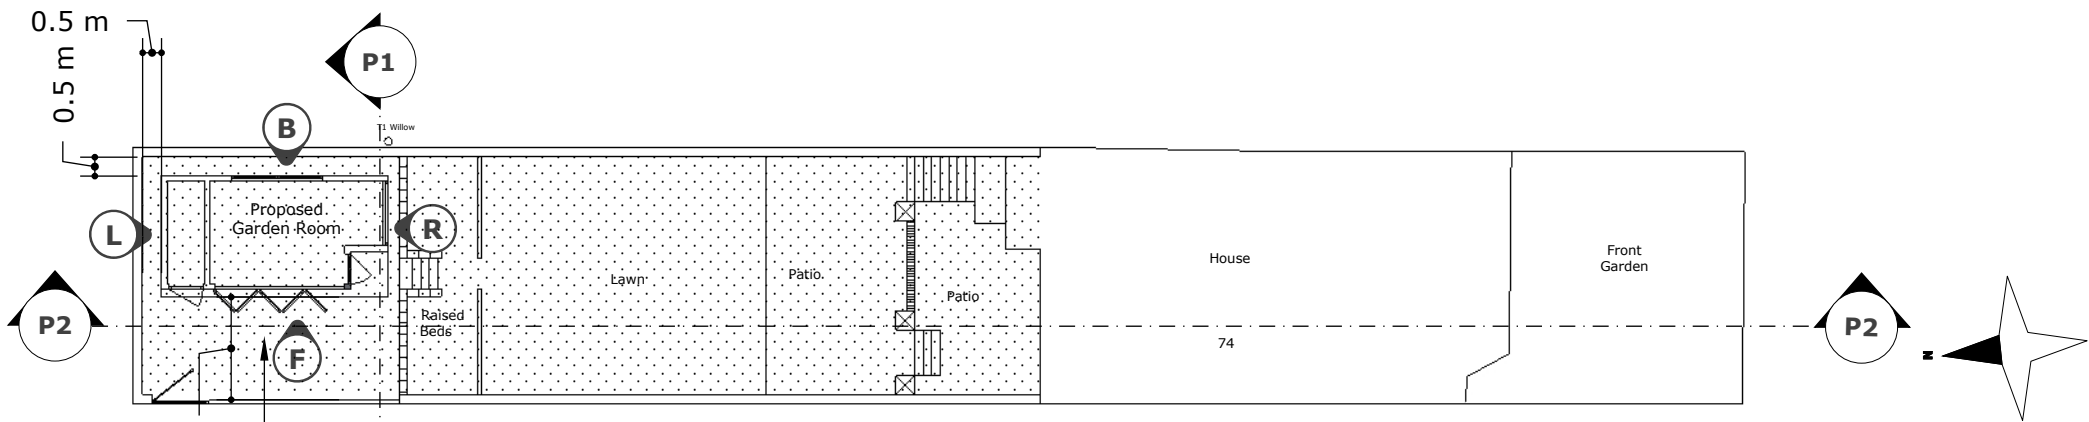 0.5 m
0.5 m
P1
T1 Willow
B
Proposed
Garden Room
L
R
Lawn
Patio
House
Front
Garden
Patio
Raised
Beds
P2
F
74
P2
N